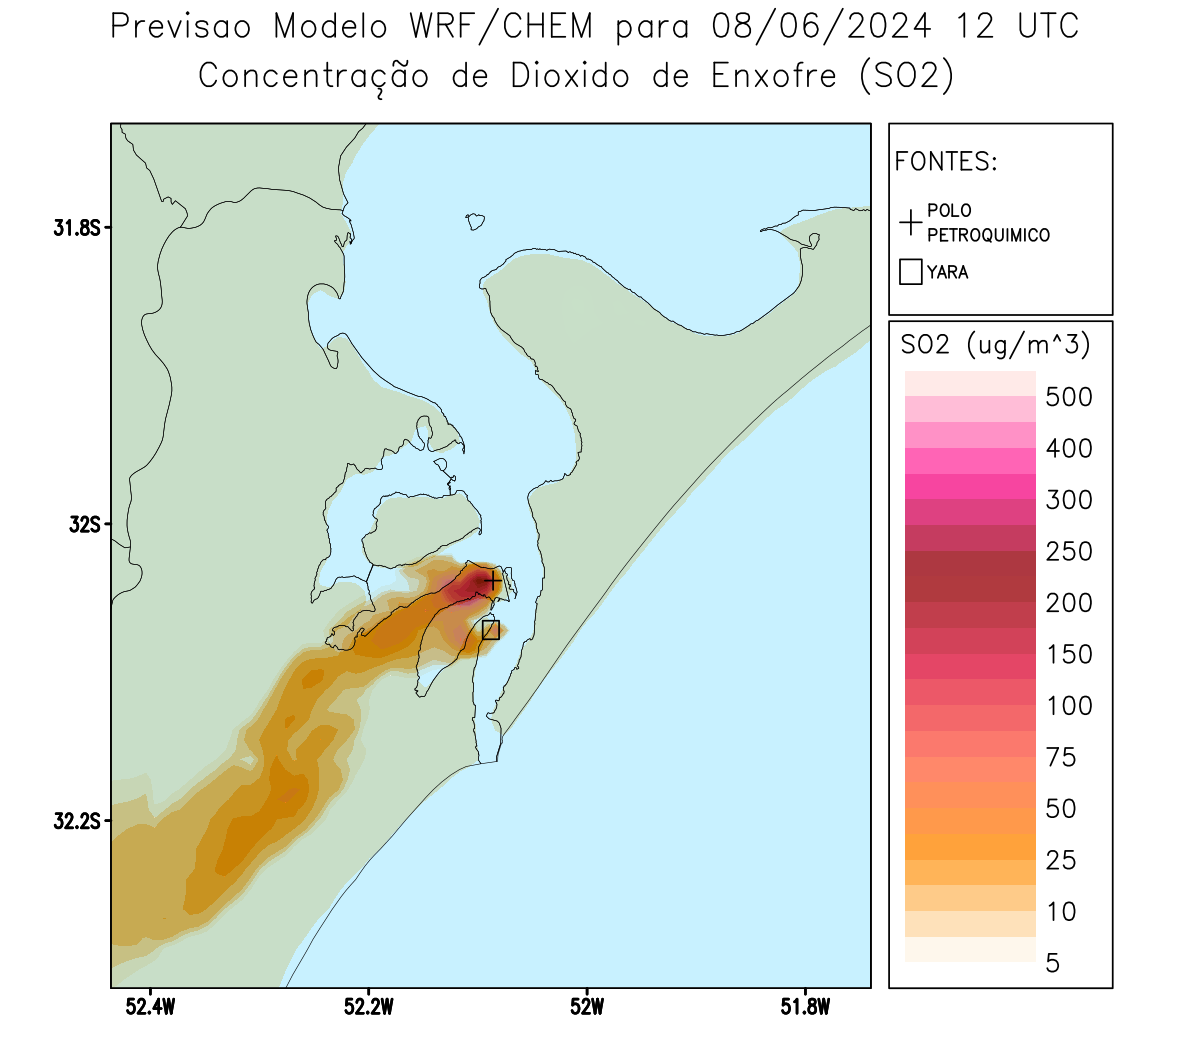 Previsao Modelo WRF/CHEM para 08/06/2024 12 UTC
Concentração de Dioxido de Enxofre (SO2)
FONTES:
POLO
PETROQUIMICO
YARA
31.8S
32S
32.2S
52.4W
52.2W
52W
51.8W
SO2 (ug/m^3)
500
400
300
250
200
150
100
75
50
25
10
5